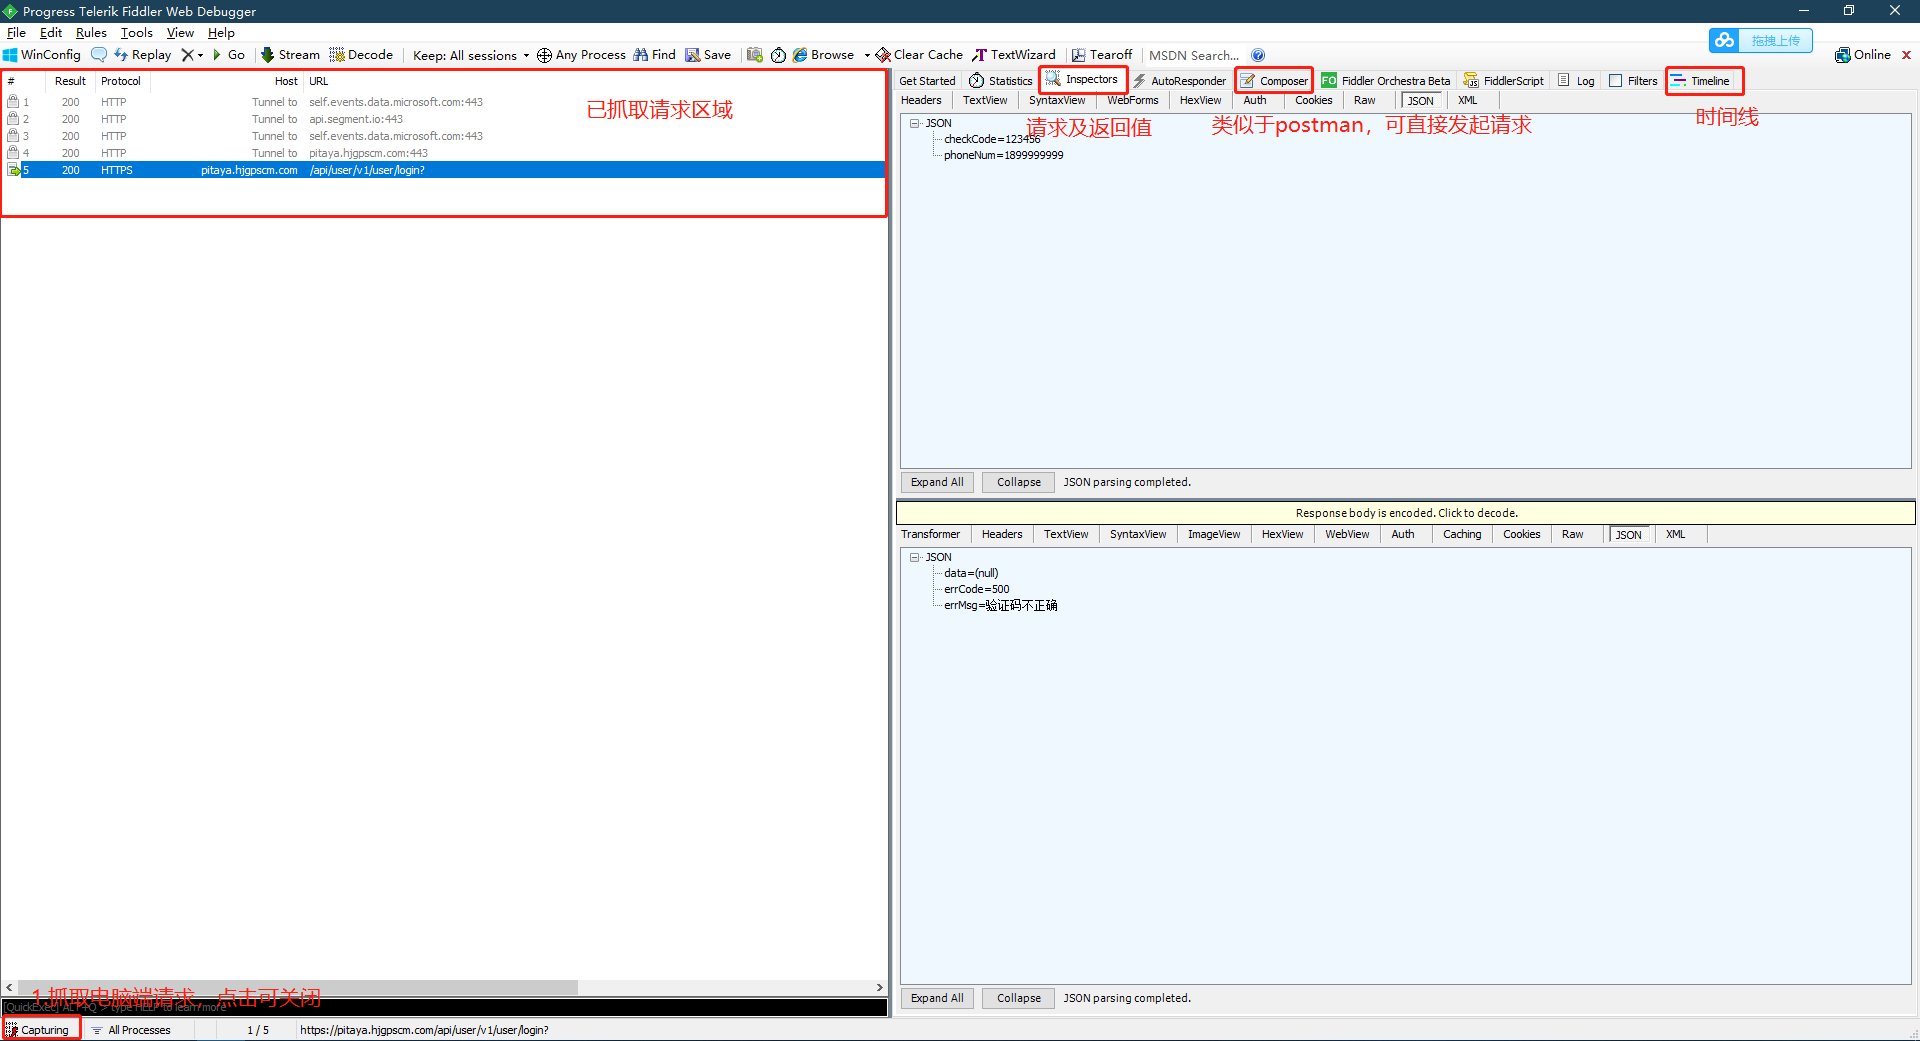 Progress Telerik Fiddler Web Debugger
File Edit Rules Tools View Help
拖拽上传
WinConfig Replay Go Stream Decode Keep: All sessions Any Process Find Save Browse Clear Cache TextWizard Tearoff MSDN Search... Online
Get Started Statistics Inspectors AutoResponder Composer FO Fiddler Orchestra Beta FiddlerScript Log Filters Timeline
Headers TextView SyntaxView WebForms HexView Auth Cookies Raw JSON XML
# Result Protocol Host URL
1 200 HTTP Tunnel to self.events.data.microsoft.com:443
2 200 HTTP Tunnel to api.segment.io:443
3 200 HTTP Tunnel to self.events.data.microsoft.com:443
4 200 HTTP Tunnel to pitaya.hjgpscm.com:443
5 200 HTTPS pitaya.hjgpscm.com /api/user/v1/user/login?
已抓取请求区域
请求及返回值
类似于postman，可直接发起请求
时间线
JSON
checkCode=123456
phoneNum=1899999999
Expand All Collapse JSON parsing completed.
Response body is encoded. Click to decode.
Transformer Headers TextView SyntaxView ImageView HexView WebView Auth Caching Cookies Raw JSON XML
JSON
data=(null)
errCode=500
errMsg=验证码不正确
Expand All Collapse JSON parsing completed.
1.抓取电脑端请求，点击可关闭
[QuickExec] ALT+Q > type HELP to learn more
Capturing All Processes 1 / 5 https://pitaya.hjgpscm.com/api/user/v1/user/login?